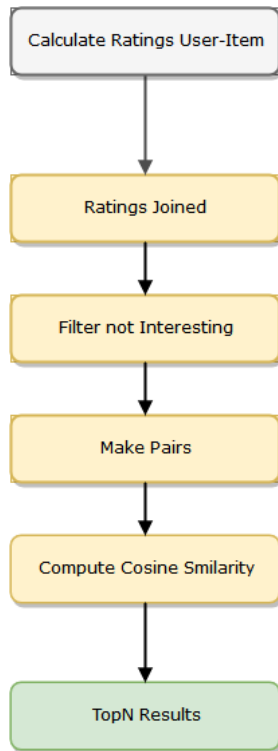 Calculate Ratings User-Item
Ratings Joined
Filter not Interesting
Make Pairs
Compute Cosine Smilarity
TopN Results